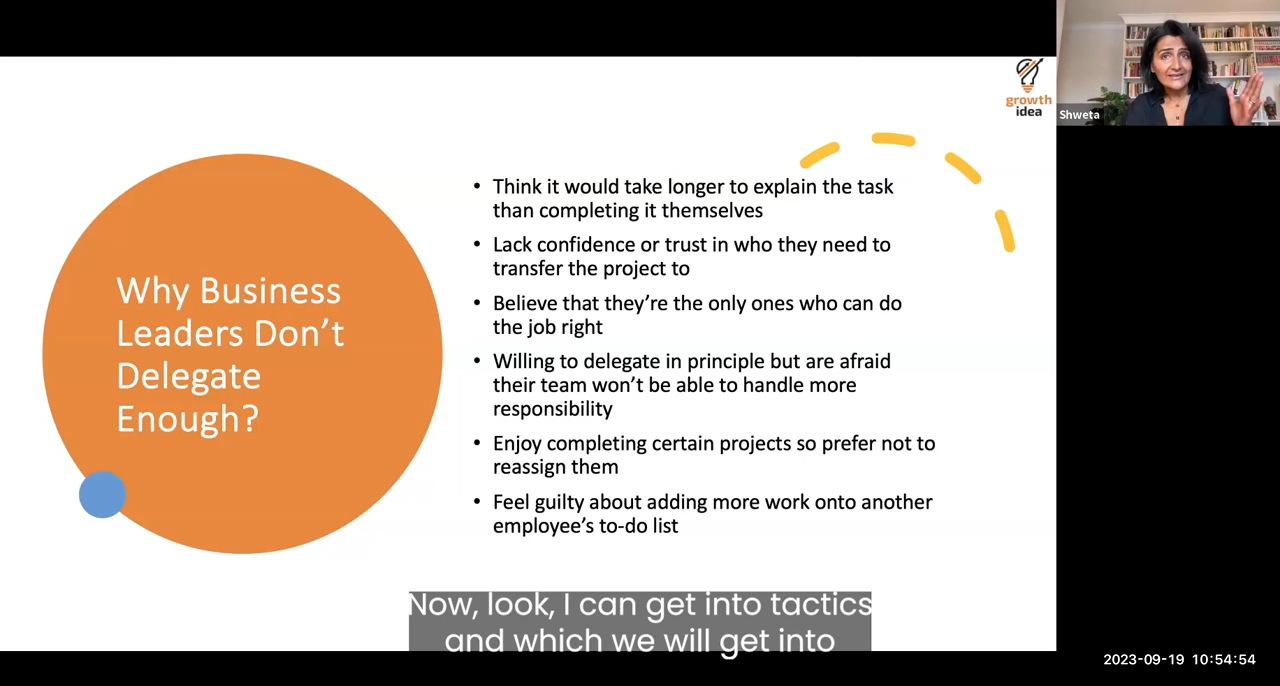 growth
idea
Shweta
Why Business
Leaders Don’t
Delegate
Enough?
• Think it would take longer to explain the task
than completing it themselves
• Lack confidence or trust in who they need to
transfer the project to
• Believe that they’re the only ones who can do
the job right
• Willing to delegate in principle but are afraid
their team won’t be able to handle more
responsibility
• Enjoy completing certain projects so prefer not to
reassign them
• Feel guilty about adding more work onto another
employee’s to-do list
Now, look, I can get into tactics
and which we will get into
2023-09-19 10:54:54